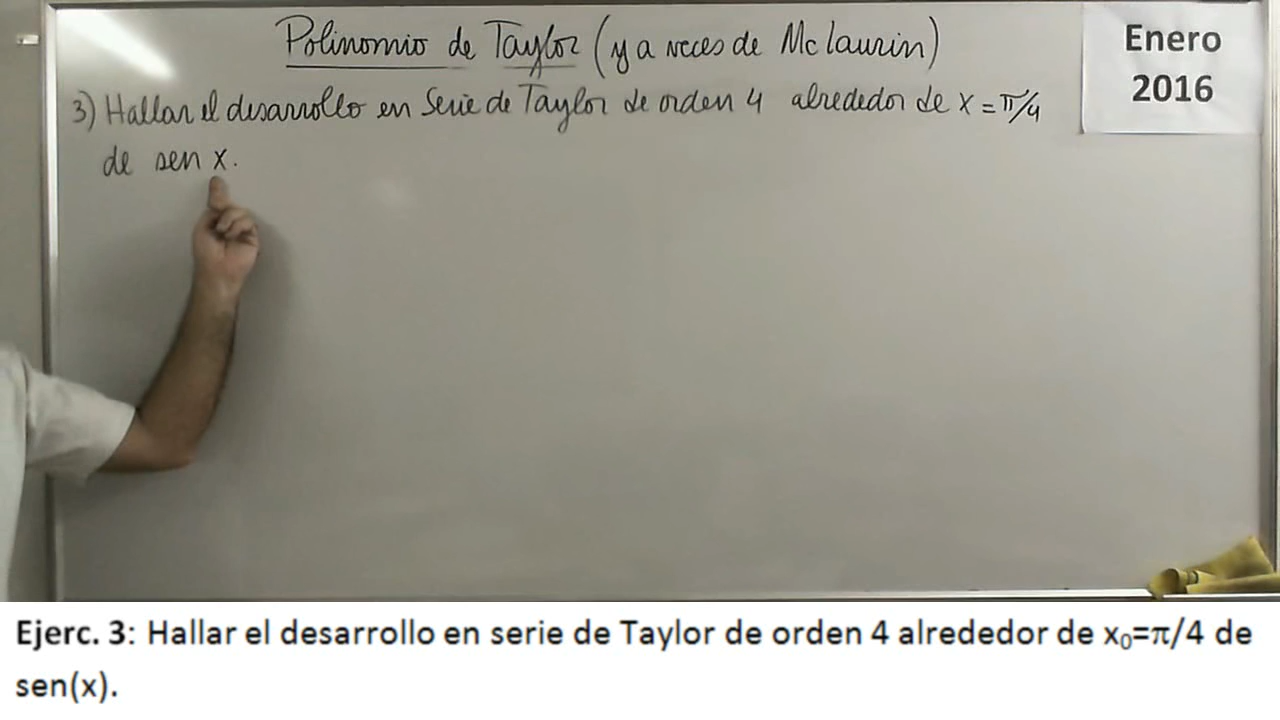 Polinomio de Taylor (y a veces de Mc laurin)
Enero
2016
3) Hallar el desarrollo en Serie de Taylor de orden 4 alrededor de x = π/4
de sen x.
Ejerc. 3: Hallar el desarrollo en serie de Taylor de orden 4 alrededor de x₀=π/4 de
sen(x).